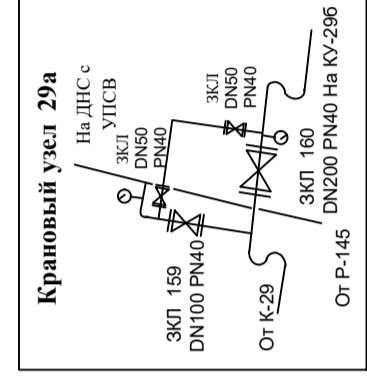 Крановый узел 29а
На ДНС с
УПСВ
ЗКЛ
DN50
PN40
ЗКЛ
DN50
PN40
ЗКЛ 159
DN100 PN40
ЗКЛ 160
DN200 PN40 На КУ-29б
От К-29
От Р-145